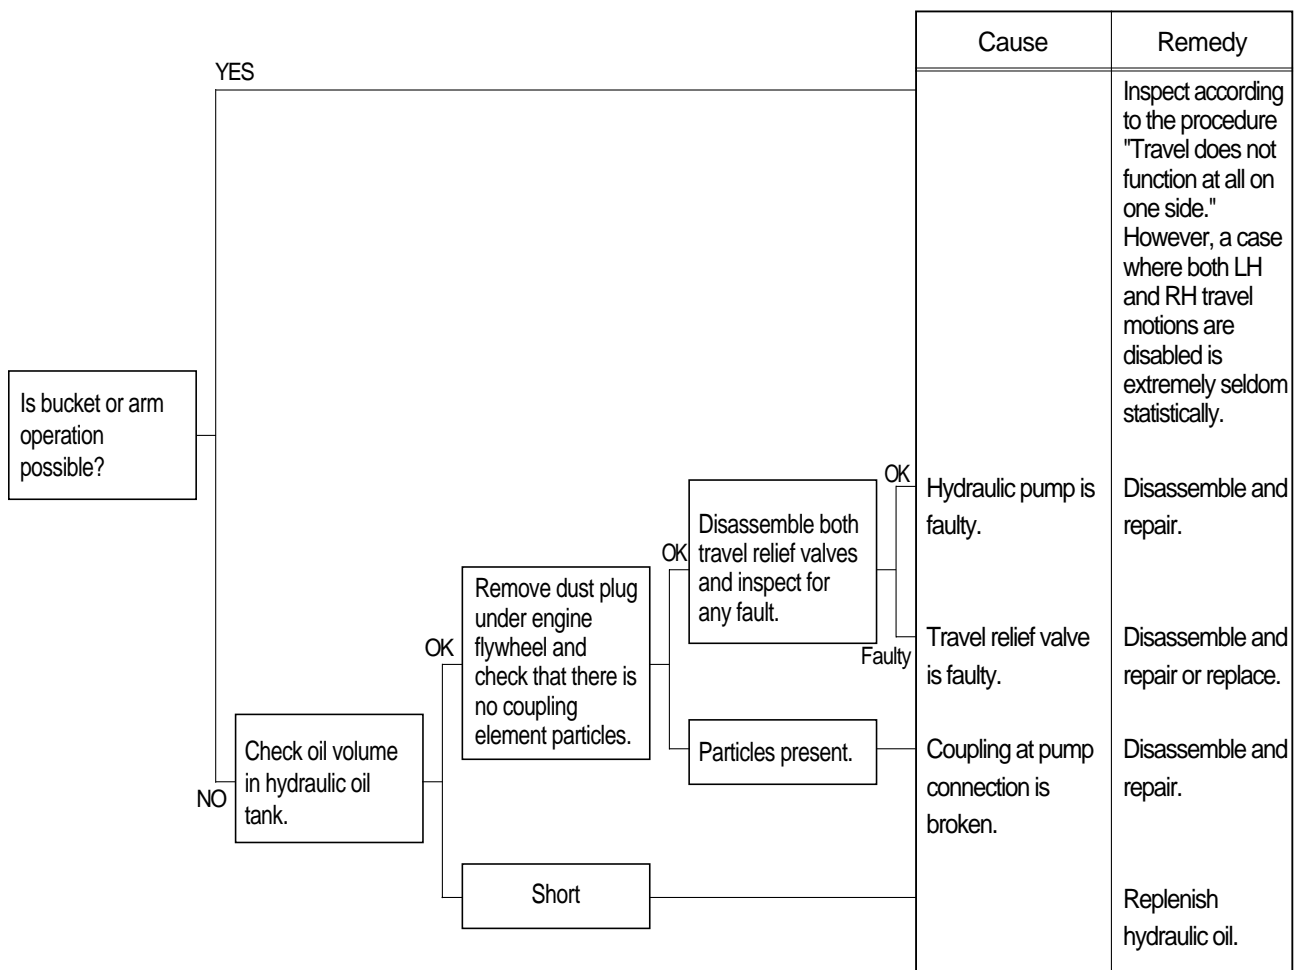 Cause
Remedy
YES
Inspect according
to the procedure
"Travel does not
function at all on
one side."
However, a case
where both LH
and RH travel
motions are
disabled is
extremely seldom
statistically.
Is bucket or arm
operation
possible?
OK
Hydraulic pump is
faulty.
Disassemble and
repair.
Disassemble both
travel relief valves
and inspect for
any fault.
OK
Remove dust plug
under engine
flywheel and
check that there is
no coupling
element particles.
OK
Faulty
Travel relief valve
is faulty.
Disassemble and
repair or replace.
Check oil volume
in hydraulic oil
tank.
NO
Particles present.
Coupling at pump
connection is
broken.
Disassemble and
repair.
Short
Replenish
hydraulic oil.